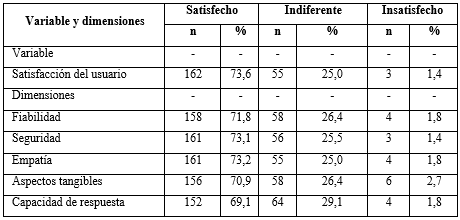 Variable y dimensiones Satisfecho Indiferente Insatisfecho
n % n % n %
Variable - - - - - -
Satisfacción del usuario 162 73,6 55 25,0 3 1,4
Dimensiones - - - - - -
Fiabilidad 158 71,8 58 26,4 4 1,8
Seguridad 161 73,1 56 25,5 3 1,4
Empatía 161 73,2 55 25,0 4 1,8
Aspectos tangibles 156 70,9 58 26,4 6 2,7
Capacidad de respuesta 152 69,1 64 29,1 4 1,8